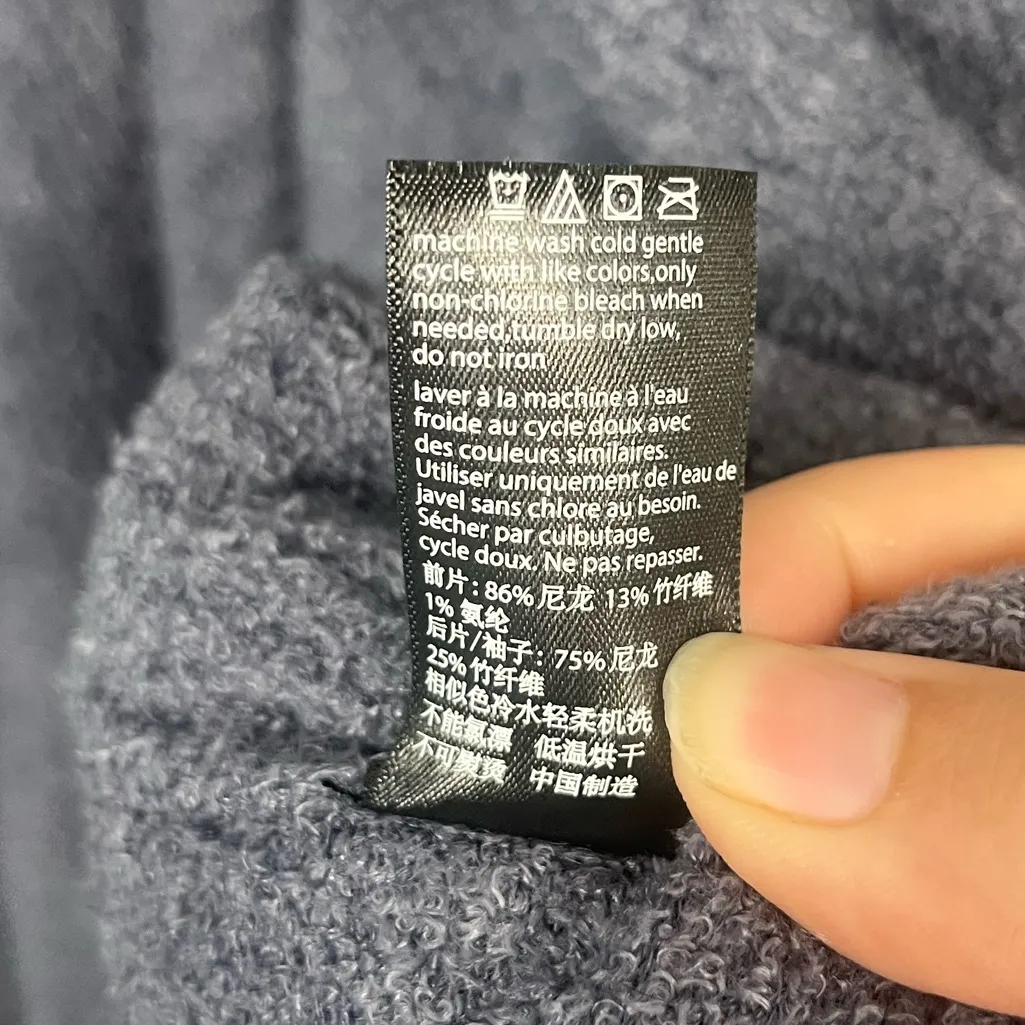 machine wash cold gentle
cycle with like colors,only
non-chlorine bleach when
needed,tumble dry low,
do not iron
laver à la machine à l'eau
froide au cycle doux avec
des couleurs similaires.
Utiliser uniquement de l'eau de
javel sans chlore au besoin.
Sécher par culbutage,
cycle doux. Ne pas repasser.
前片：86%尼龙 13%竹纤维
1%氨纶
后片/袖子：75%尼龙
25%竹纤维
相似色冷水轻柔机洗
不能氯漂 低温烘干
不可熨烫 中国制造